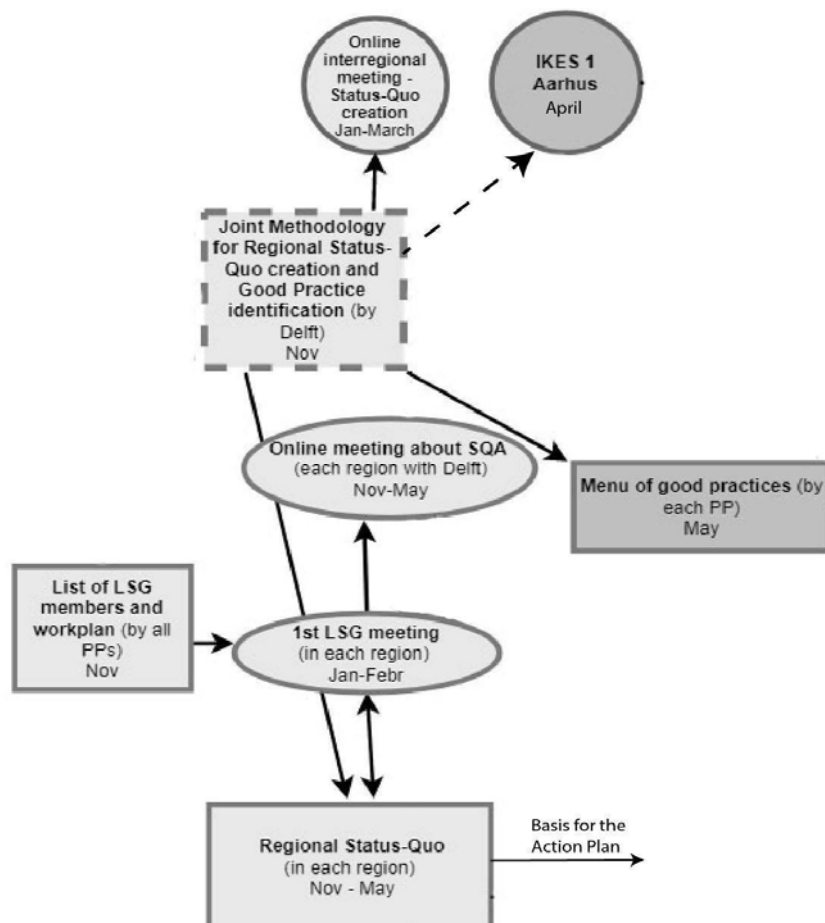 Online
interregional
meeting -
Status-Quo
creation
Jan-March
IKES 1
Aarhus
April
Joint Methodology
for Regional Status-
Quo creation and
Good Practice
identification (by
Delft)
Nov
Online meeting about SQA
(each region with Delft)
Nov-May
Menu of good practices (by
each PP)
May
List of LSG
members and
workplan (by all
PPs)
Nov
1st LSG meeting
(in each region)
Jan-Febr
Regional Status-Quo
(in each region)
Nov - May
Basis for the
Action Plan